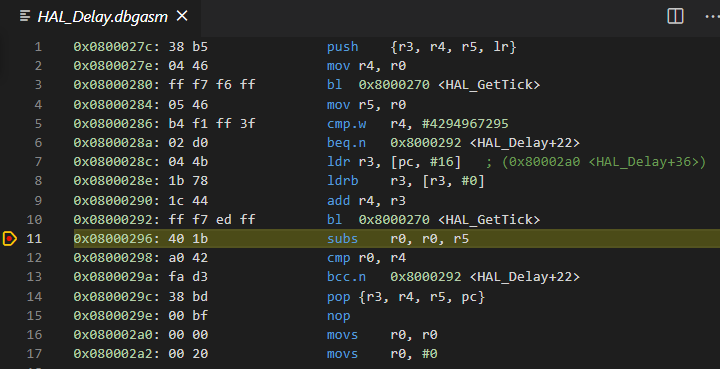 HAL_Delay.dbgasm
1 0x0800027c: 38 b5 push {r3, r4, r5, lr}
2 0x0800027e: 04 46 mov r4, r0
3 0x08000280: ff f7 f6 ff bl 0x8000270 <HAL_GetTick>
4 0x08000284: 05 46 mov r5, r0
5 0x08000286: b4 f1 ff 3f cmp.w r4, #4294967295
6 0x0800028a: 02 d0 beq.n 0x8000292 <HAL_Delay+22>
7 0x0800028c: 04 4b ldr r3, [pc, #16] ; (0x80002a0 <HAL_Delay+36>)
8 0x0800028e: 1b 78 ldrb r3, [r3, #0]
9 0x08000290: 1c 44 add r4, r3
10 0x08000292: ff f7 ed ff bl 0x8000270 <HAL_GetTick>
11 0x08000296: 40 1b subs r0, r0, r5
12 0x08000298: a0 42 cmp r0, r4
13 0x0800029a: fa d3 bcc.n 0x8000292 <HAL_Delay+22>
14 0x0800029c: 38 bd pop {r3, r4, r5, pc}
15 0x0800029e: 00 bf nop
16 0x080002a0: 00 00 movs r0, r0
17 0x080002a2: 00 20 movs r0, #0